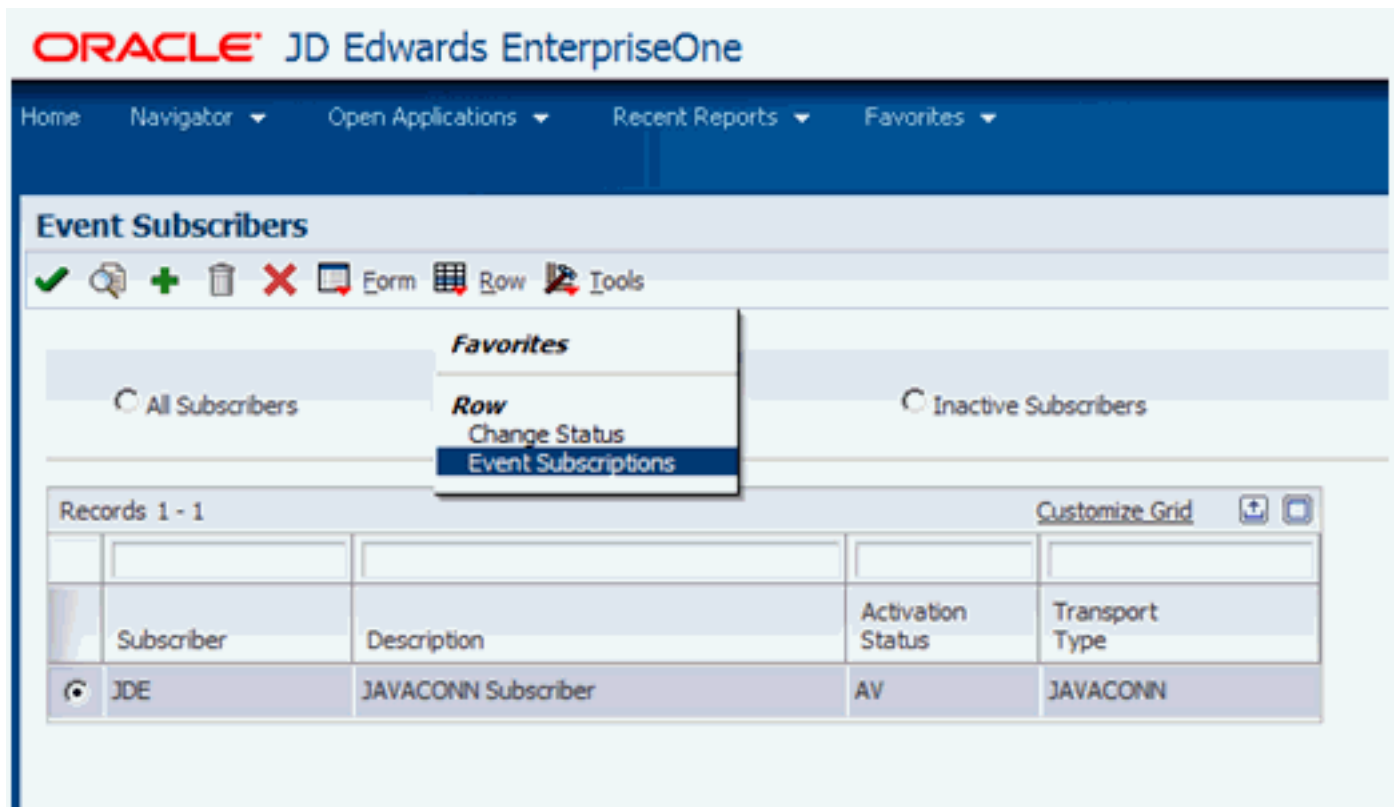 ORACLE JD Edwards EnterpriseOne
Home Navigator Open Applications Recent Reports Favorites
Event Subscribers
Form Row Tools
Favorites
All Subscribers Row Inactive Subscribers
Change Status
Event Subscriptions
Records 1 - 1 Customize Grid
Subscriber Description Activation Status Transport Type
JDE JAVACONN Subscriber AV JAVACONN